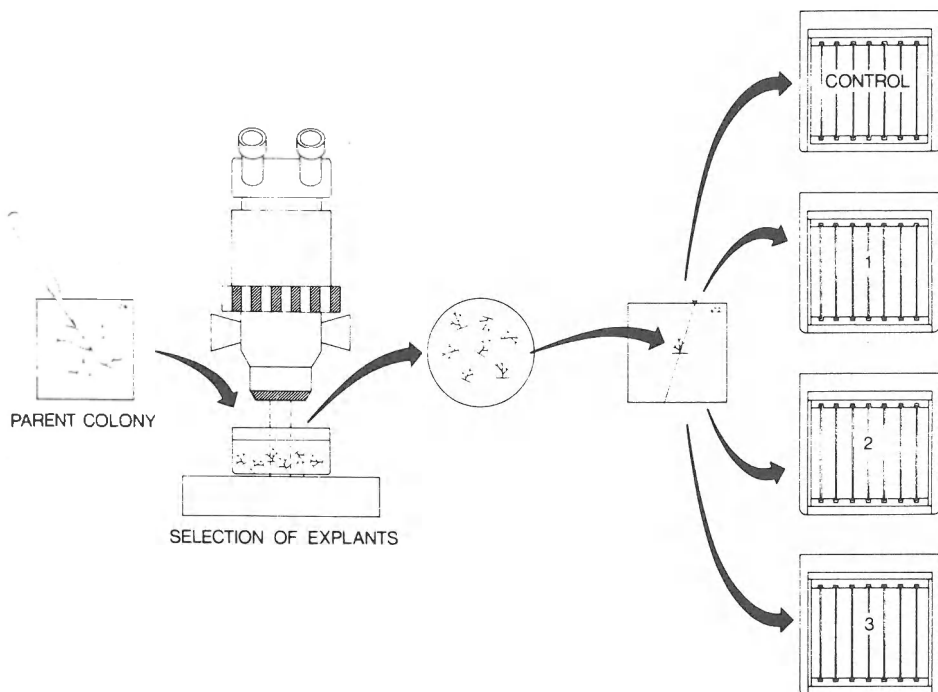 PARENT COLONY
SELECTION OF EXPLANTS
CONTROL
1
2
3